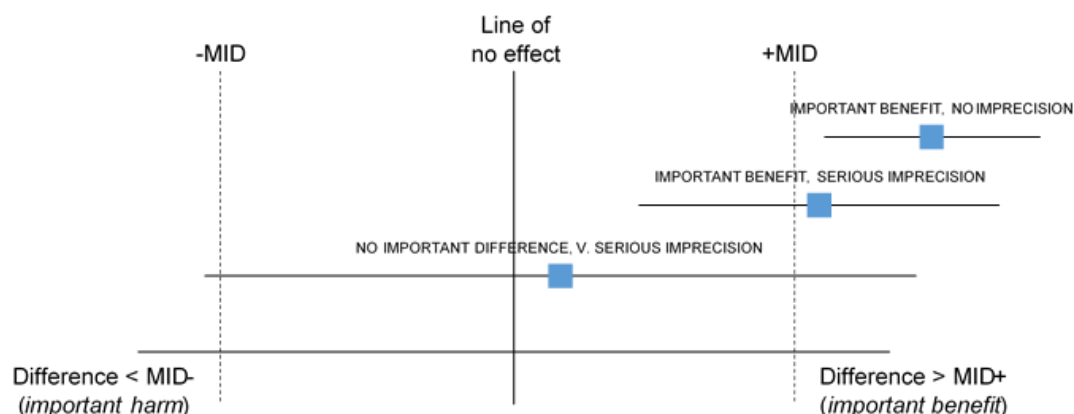 Line of
no effect
-MID
+MID
IMPORTANT BENEFIT, NO IMPRECISION
IMPORTANT BENEFIT, SERIOUS IMPRECISION
NO IMPORTANT DIFFERENCE, V. SERIOUS IMPRECISION
Difference < MID-
(important harm)
Difference > MID+
(important benefit)